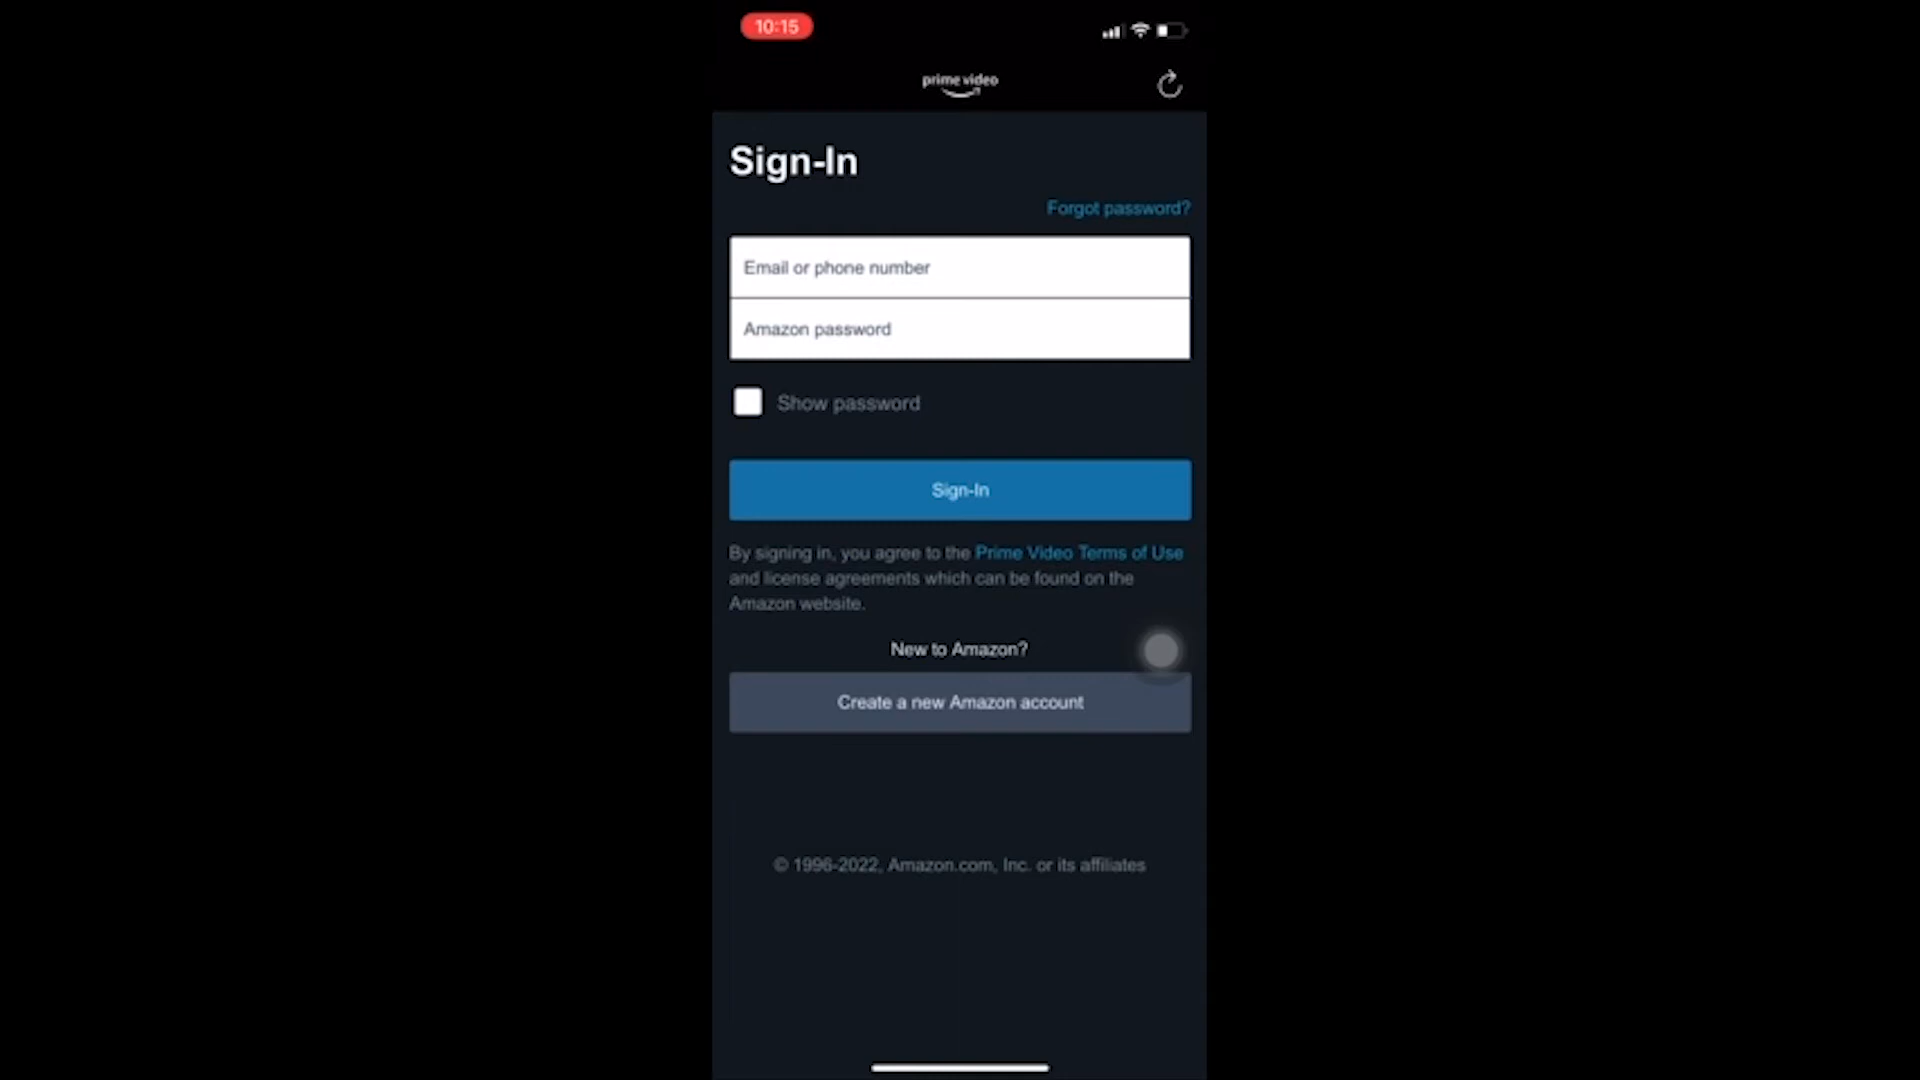 10:15
prime video
Sign-In
Forgot password?
Email or phone number
Amazon password
Show password
Sign-In
By signing in, you agree to the Prime Video Terms of Use
and license agreements which can be found on the
Amazon website.
New to Amazon?
Create a new Amazon account
© 1996-2022, Amazon.com, Inc. or its affiliates